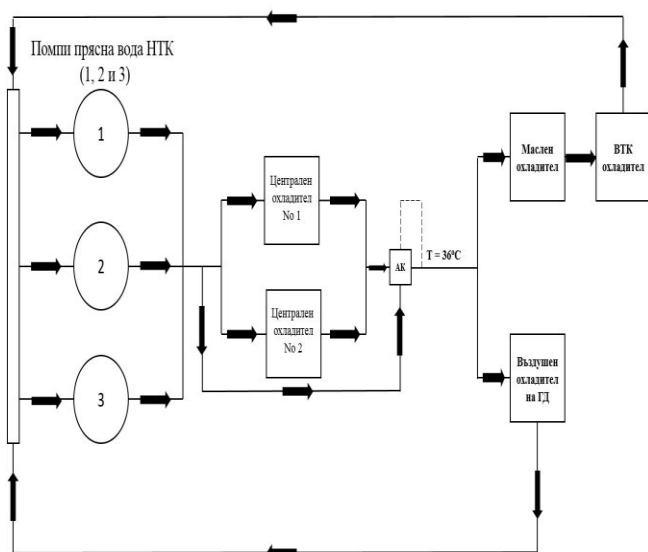 Помпи прясна вода НТК
(1, 2 и 3)
1
2
3
Централен
охладител
No 1
Централен
охладител
No 2
АК
T = 36ºC
Маслен
охладител
ВТК
охладител
Въздушен
охладител
на ГД